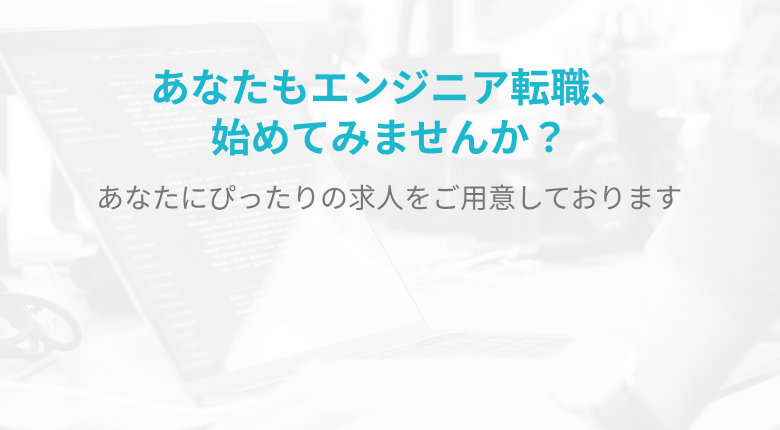 あなたもエンジニア転職、
始めてみませんか？
あなたにぴったりの求人をご用意しております